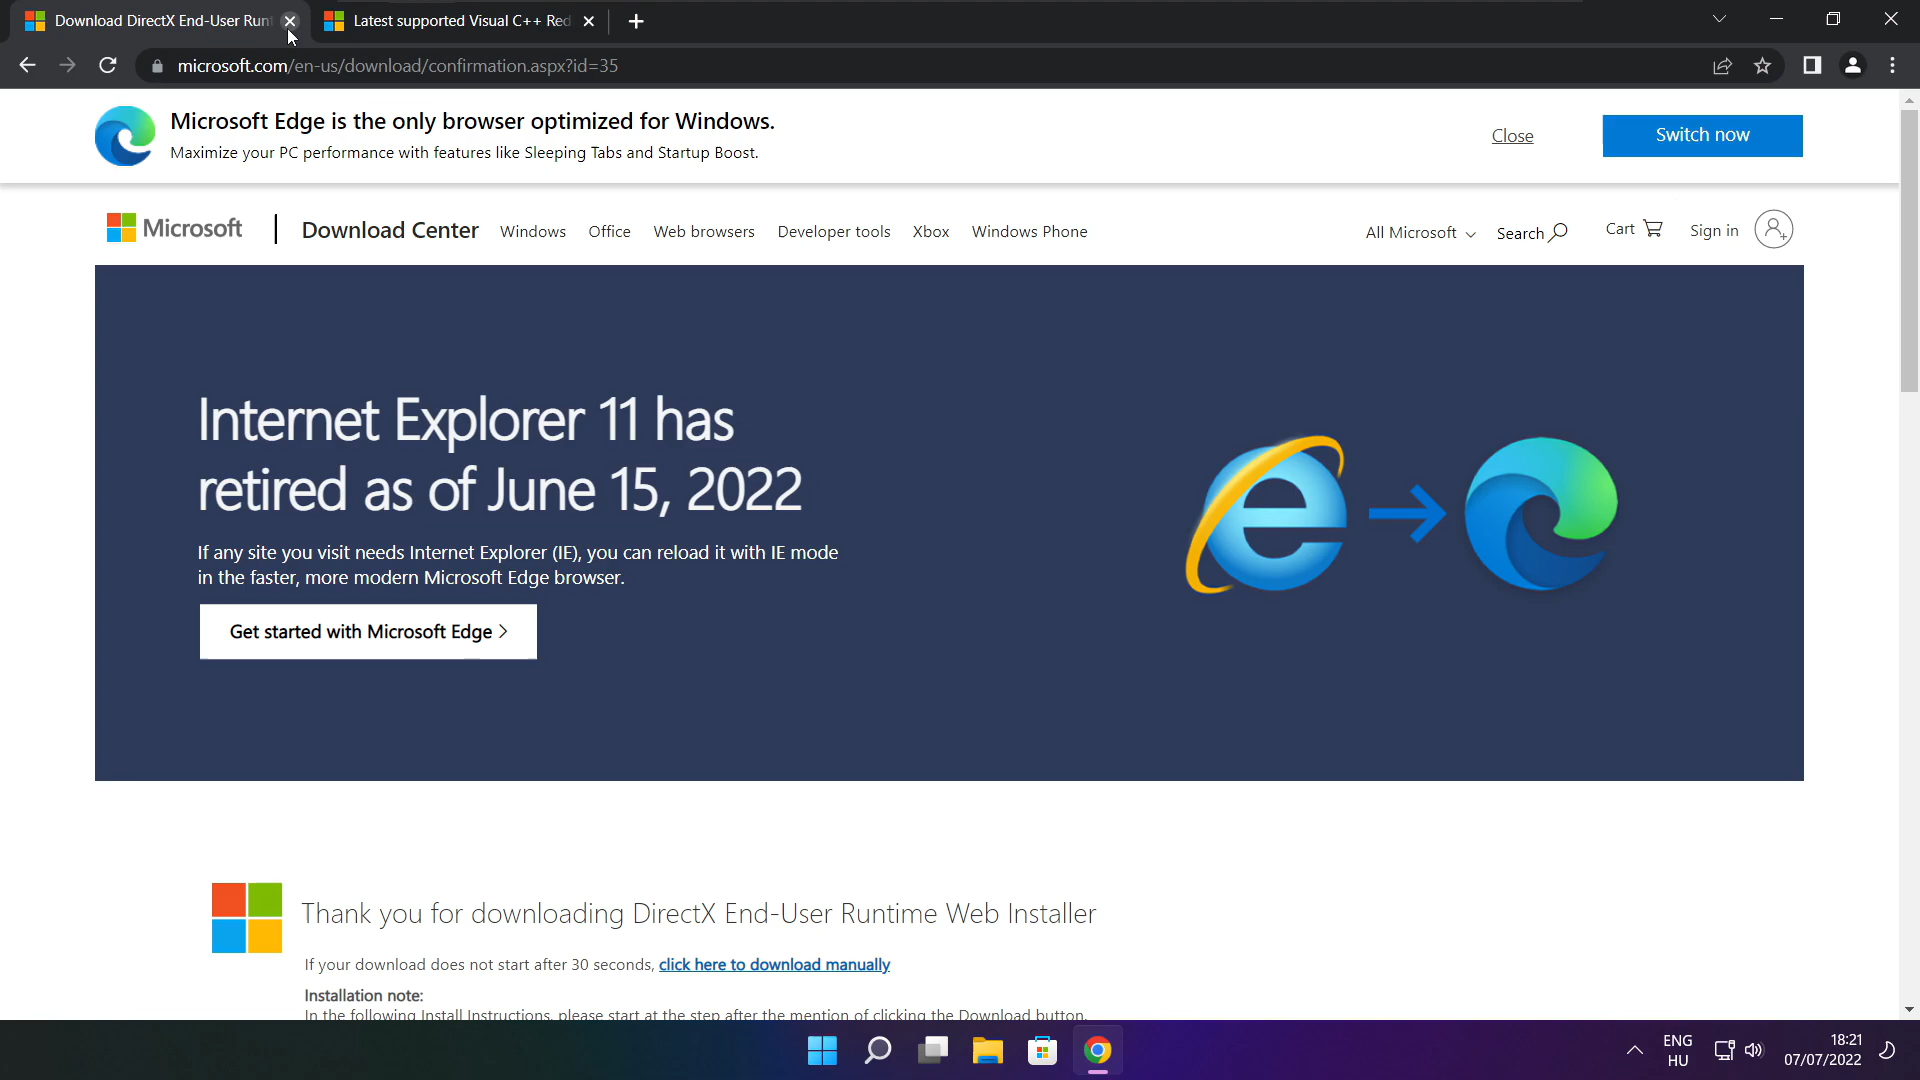 Download DirectX End-User Runt
Latest supported Visual C++ Red
microsoft.com/en-us/download/confirmation.aspx?id=35
Microsoft Edge is the only browser optimized for Windows.
Maximize your PC performance with features like Sleeping Tabs and Startup Boost.
Close
Switch now
Microsoft
Download Center
Windows
Office
Web browsers
Developer tools
Xbox
Windows Phone
All Microsoft
Search
Cart
Sign in
Internet Explorer 11 has
retired as of June 15, 2022
If any site you visit needs Internet Explorer (IE), you can reload it with IE mode
in the faster, more modern Microsoft Edge browser.
Get started with Microsoft Edge >
Thank you for downloading DirectX End-User Runtime Web Installer
If your download does not start after 30 seconds, click here to download manually
Installation note:
In the following Install Instructions, please start at the step after the mention of clicking the Download button.
ENG
HU
18:21
07/07/2022